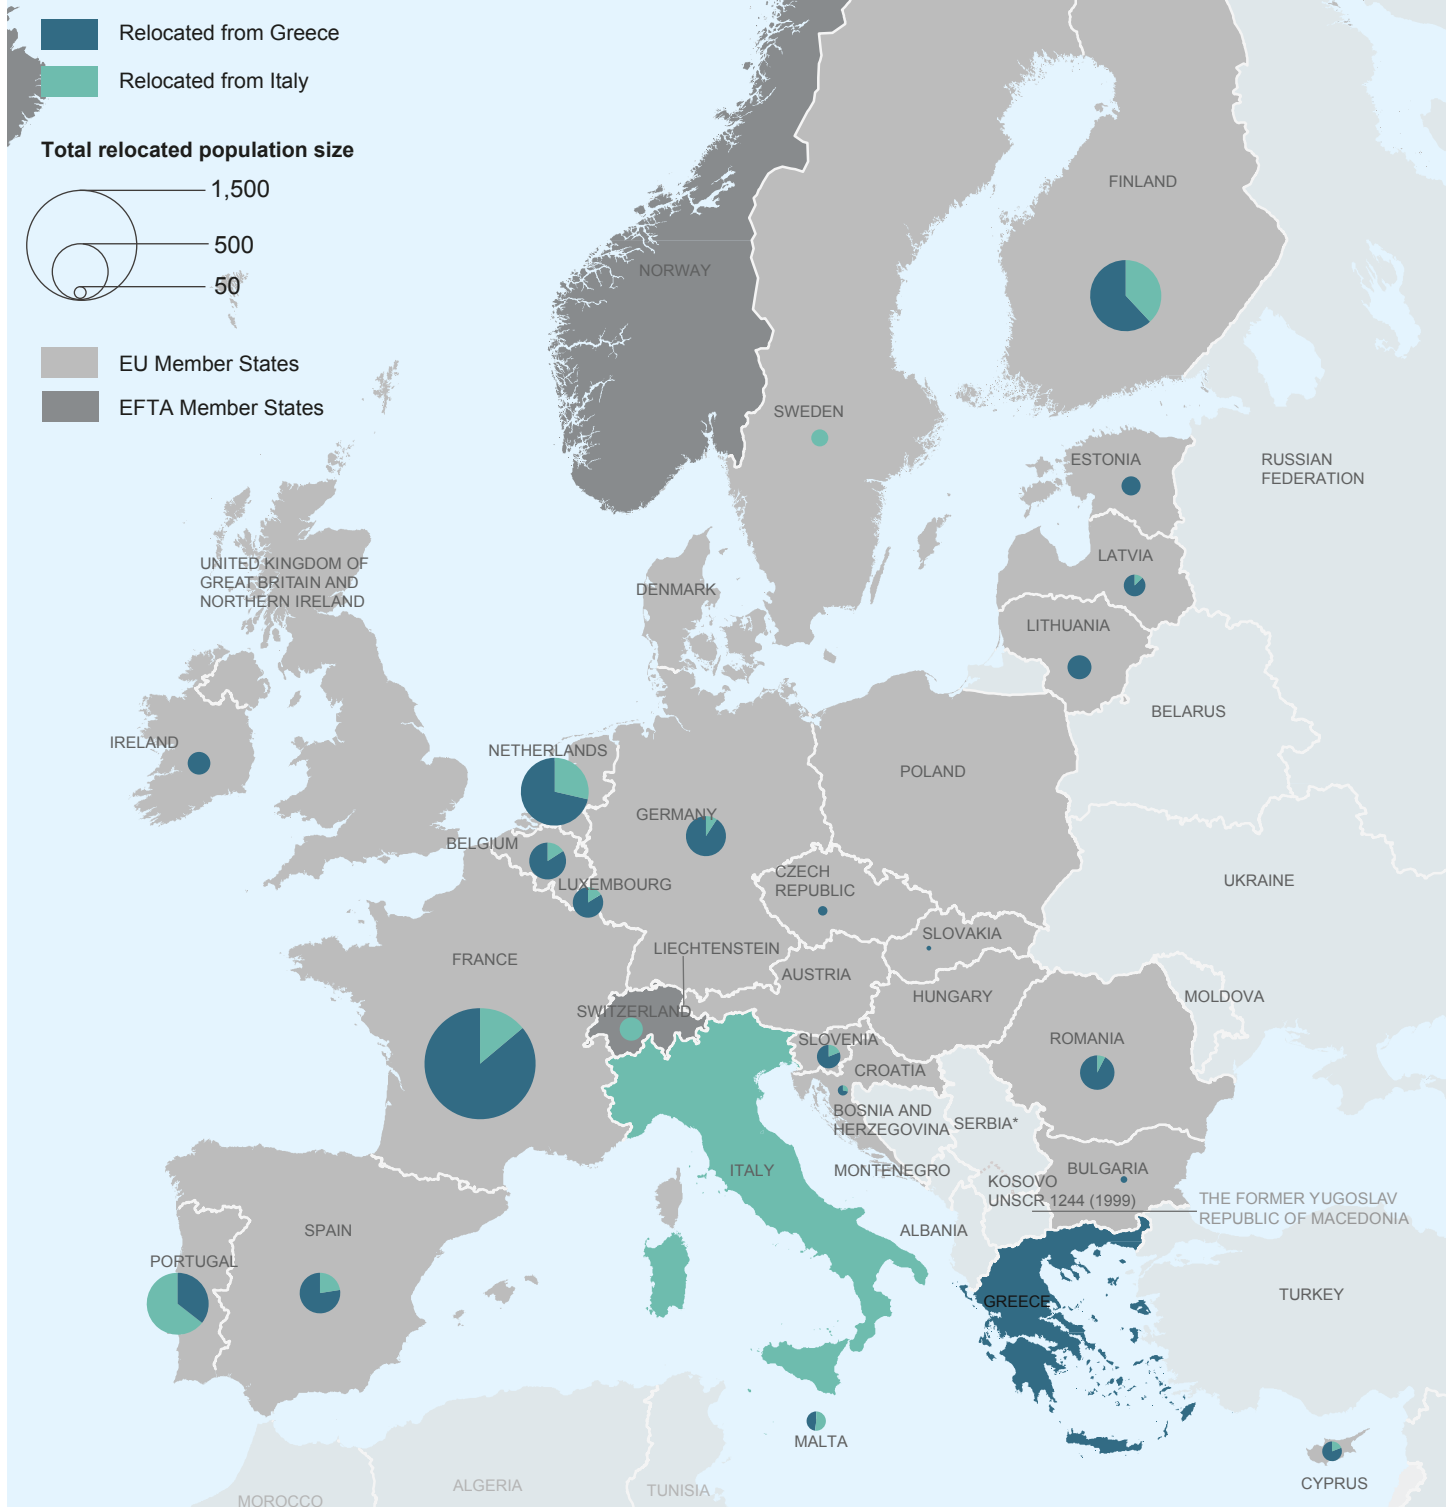 Relocated from Greece
Relocated from Italy
Total relocated population size
1,500
500
50
EU Member States
EFTA Member States
FINLAND
NORWAY
SWEDEN
ESTONIA
RUSSIAN
FEDERATION
LATVIA
UNITED KINGDOM OF
GREAT BRITAIN AND
NORTHERN IRELAND
DENMARK
LITHUANIA
BELARUS
IRELAND
NETHERLANDS
POLAND
GERMANY
BELGIUM
CZECH
REPUBLIC
LUXEMBOURG
UKRAINE
SLOVAKIA
LIECHTENSTEIN
FRANCE
AUSTRIA
HUNGARY
MOLDOVA
SWITZERLAND
SLOVENIA
ROMANIA
CROATIA
BOSNIA AND
HERZEGOVINA
SERBIA*
ITALY
MONTENEGRO
BULGARIA
KOSOVO
UNSCR 1244 (1999)
THE FORMER YUGOSLAV
REPUBLIC OF MACEDONIA
ALBANIA
SPAIN
PORTUGAL
GREECE
TURKEY
MALTA
CYPRUS
ALGERIA
TUNISIA
MOROCCO